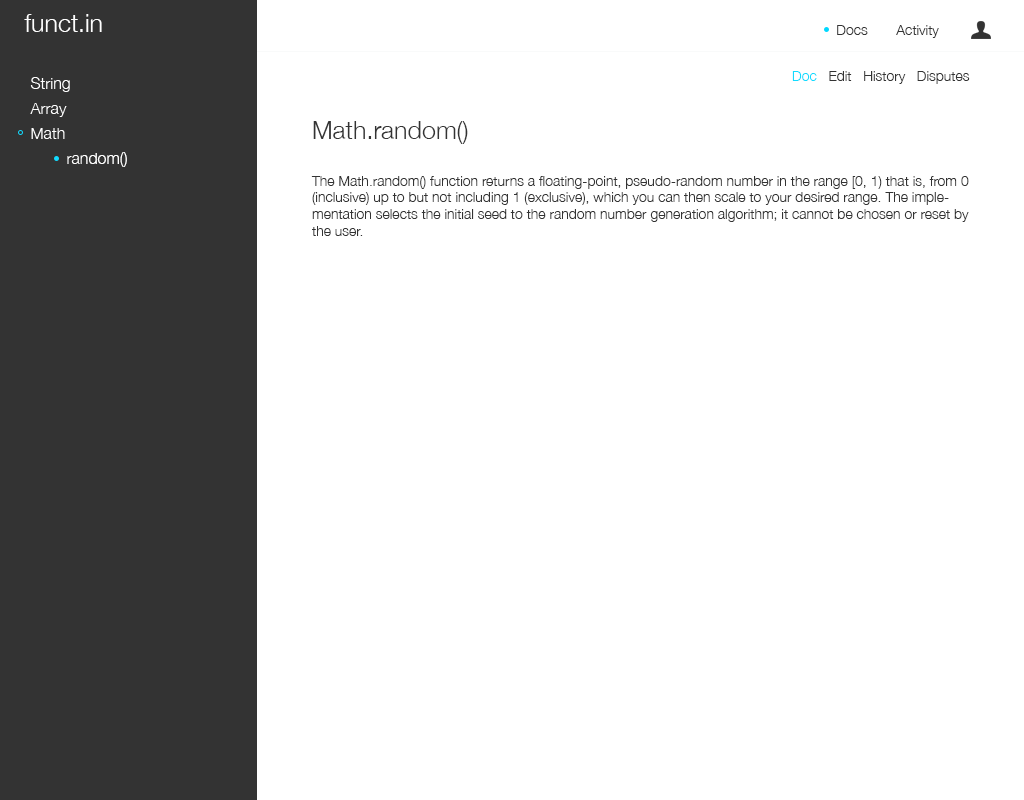 funct.in
String
Array
Math
random()
Docs Activity
Doc Edit History Disputes
Math.random()
The Math.random() function returns a floating-point, pseudo-random number in the range [0, 1) that is, from 0
(inclusive) up to but not including 1 (exclusive), which you can then scale to your desired range. The imple-
mentation selects the initial seed to the random number generation algorithm; it cannot be chosen or reset by
the user.